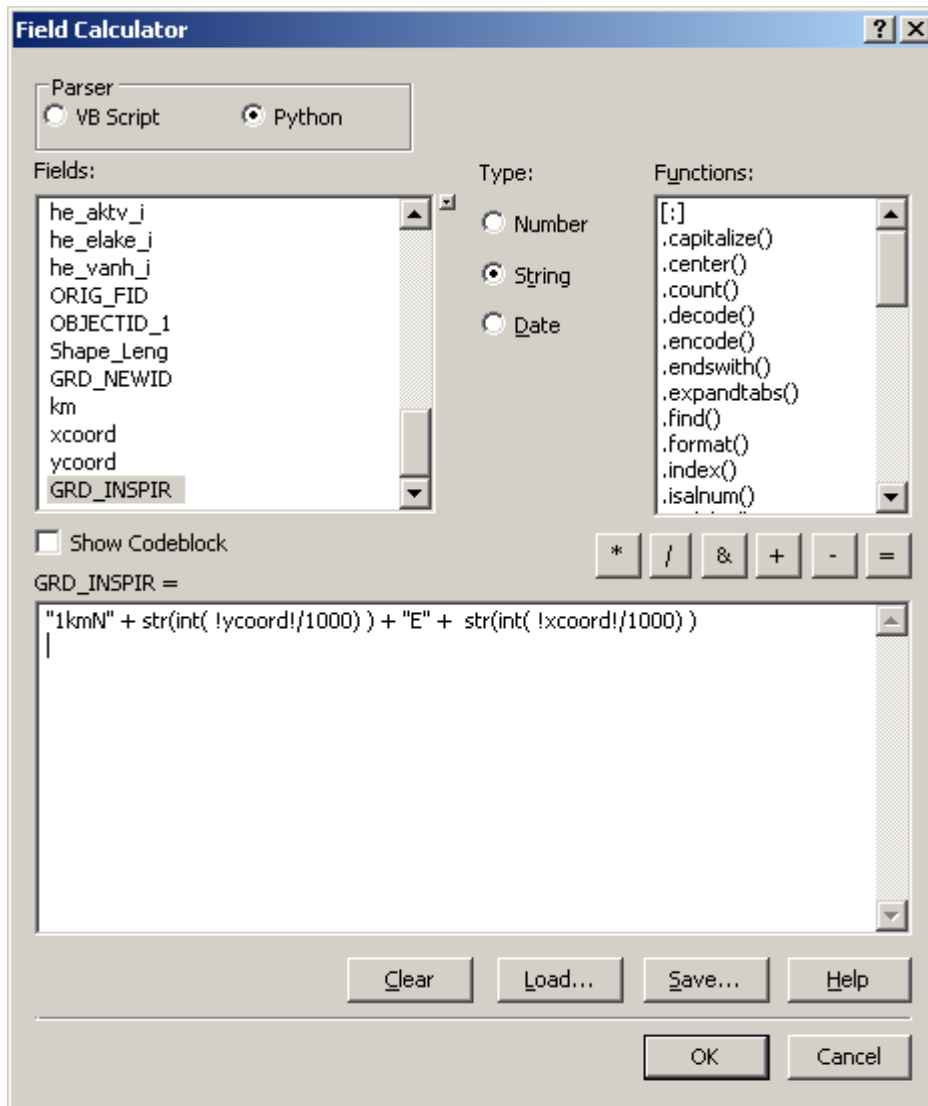 Field Calculator
Parser
VB Script Python
Fields: Type: Functions:
he_aktv_i
he_elake_i
he_vanh_i
ORIG_FID
OBJECTID_1
Shape_Leng
GRD_NEWID
km
xcoord
ycoord
GRD_INSPIR
Number
String
Date
[:]
.capitalize()
.center()
.count()
.decode()
.encode()
.endswith()
.expandtabs()
.find()
.format()
.index()
.isalnum()
Show Codeblock
* / & + - =
GRD_INSPIR =
"1kmN" + str(int( !ycoord!/1000) ) + "E" +  str(int( !xcoord!/1000) )
Clear Load... Save... Help
OK Cancel